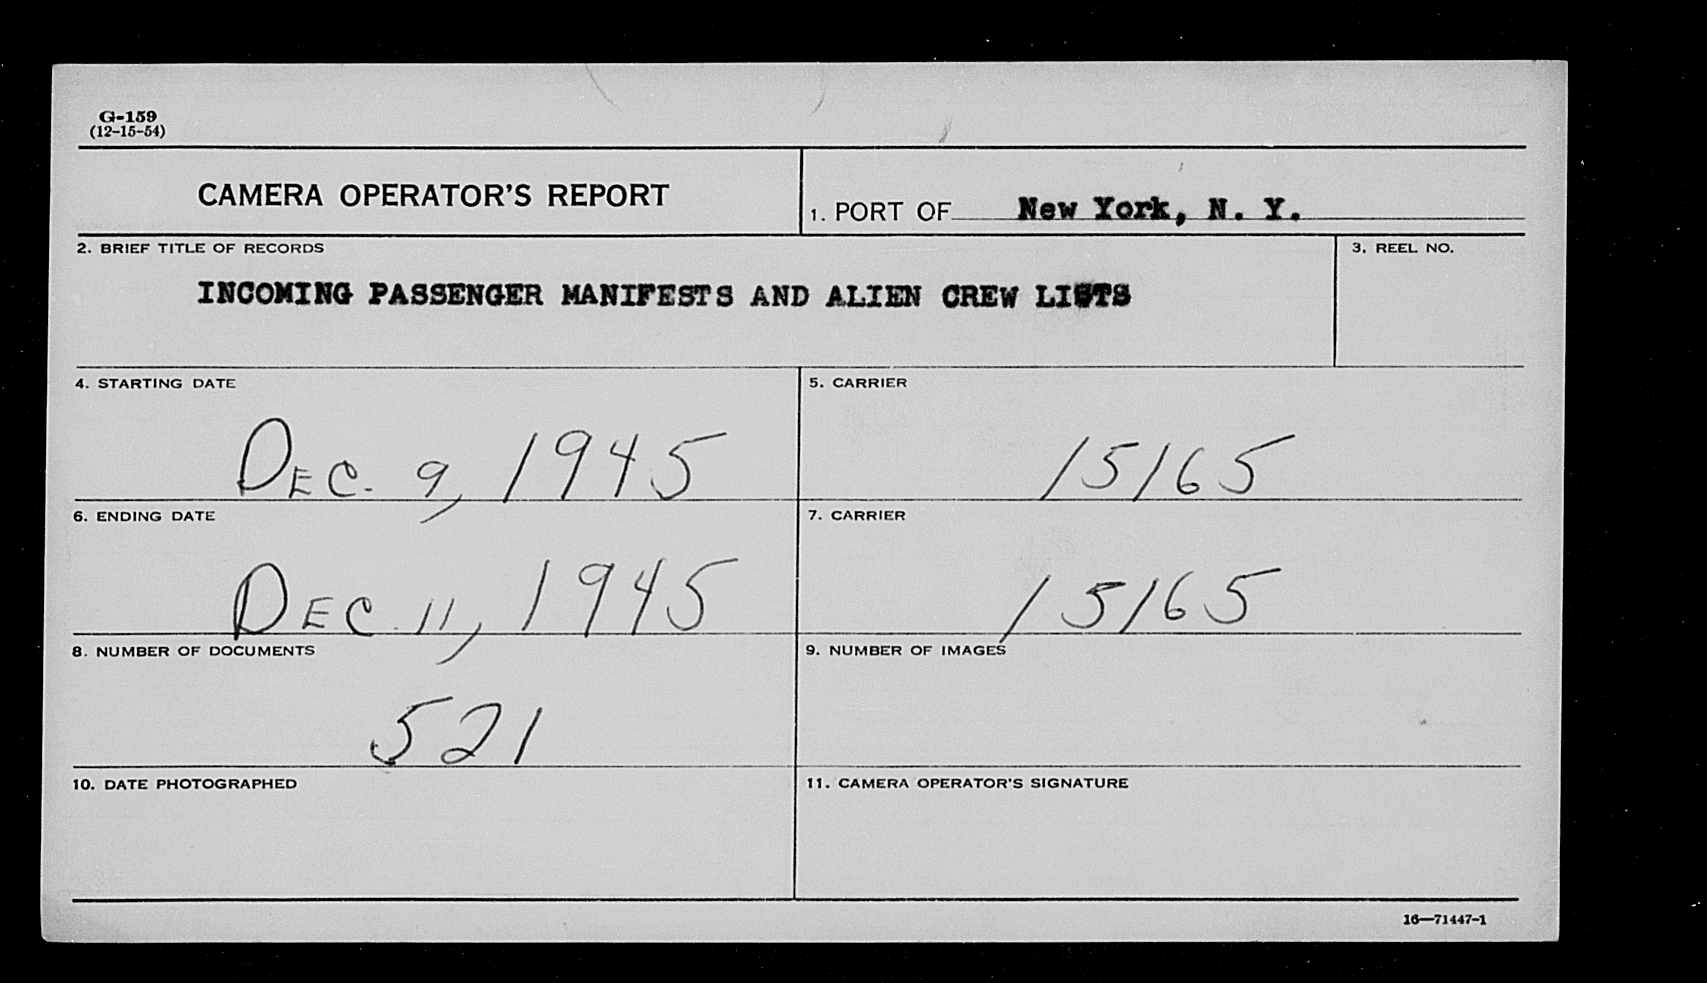 G-159
(12-15-54)
CAMERA OPERATOR'S REPORT
1. PORT OF New York, N. Y.
2. BRIEF TITLE OF RECORDS
3. REEL NO.
INCOMING PASSENGER MANIFESTS AND ALIEN CREW LISTS
4. STARTING DATE
5. CARRIER
DEC. 9, 1945
15165
6. ENDING DATE
7. CARRIER
DEC. 11, 1945
15165
8. NUMBER OF DOCUMENTS
9. NUMBER OF IMAGES
521
10. DATE PHOTOGRAPHED
11. CAMERA OPERATOR'S SIGNATURE
16—71447-1